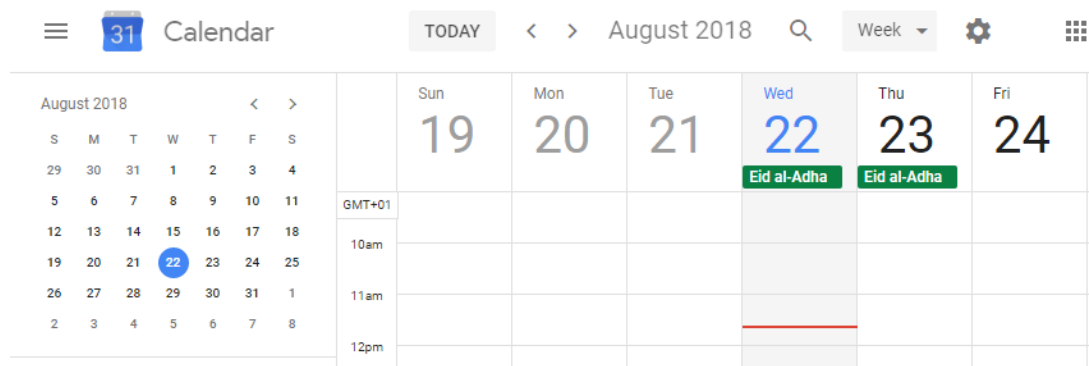 31 Calendar TODAY < > August 2018 Week
August 2018 < >
S M T W T F S
29 30 31 1 2 3 4
5 6 7 8 9 10 11
12 13 14 15 16 17 18
19 20 21 22 23 24 25
26 27 28 29 30 31 1
2 3 4 5 6 7 8
Sun Mon Tue Wed Thu Fri
19 20 21 22 23 24
Eid al-Adha Eid al-Adha
GMT+01
10am
11am
12pm